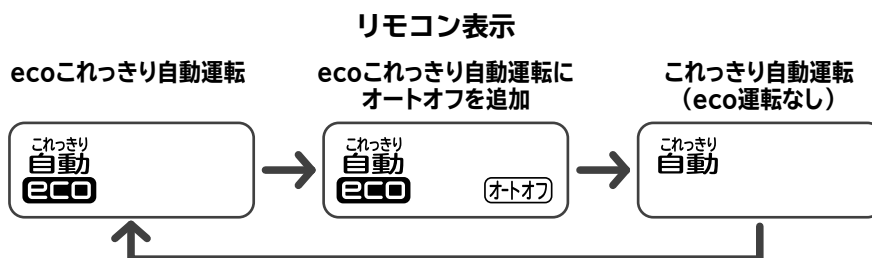 リモコン表示
ecoこれっきり自動運転
ecoこれっきり自動運転に
オートオフを追加
これっきり自動運転
（eco運転なし）
これっきり
自動
eco
これっきり
自動
eco
オートオフ
これっきり
自動